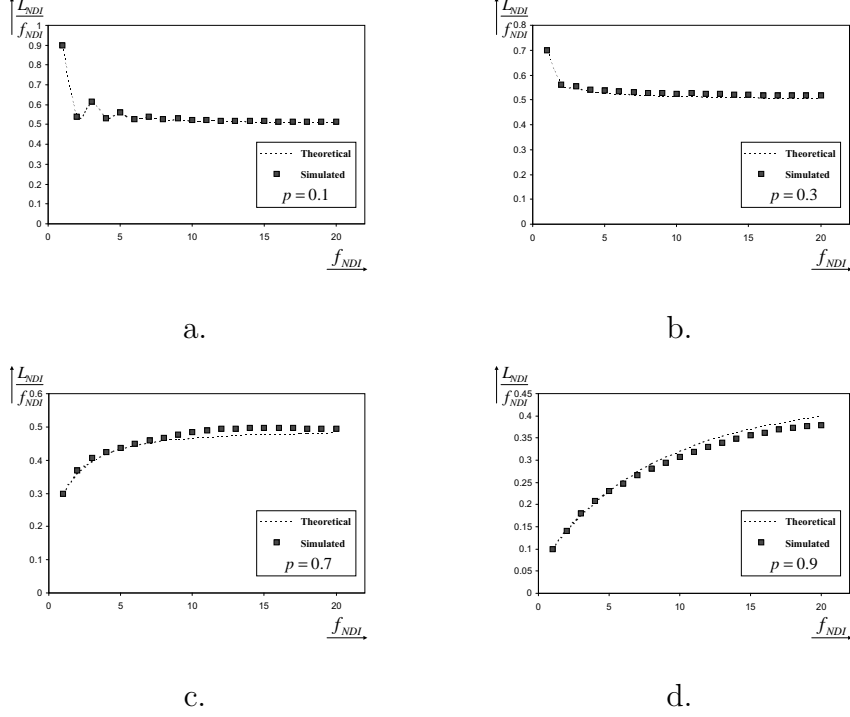 L_NDI
f_NDI
1
0.9
0.8
0.7
0.6
0.5
0.4
0.3
0.2
0.1
0
0 5 10 15 20
Theoretical
Simulated
p = 0.1
f_NDI
a.
L_NDI
f_NDI
0.8
0.7
0.6
0.5
0.4
0.3
0.2
0.1
0
0 5 10 15 20
Theoretical
Simulated
p = 0.3
f_NDI
b.
L_NDI
f_NDI
0.6
0.5
0.4
0.3
0.2
0.1
0
0 5 10 15 20
Theoretical
Simulated
p = 0.7
f_NDI
c.
L_NDI
f_NDI
0.45
0.4
0.35
0.3
0.25
0.2
0.15
0.1
0.05
0
0 5 10 15 20
Theoretical
Simulated
p = 0.9
f_NDI
d.